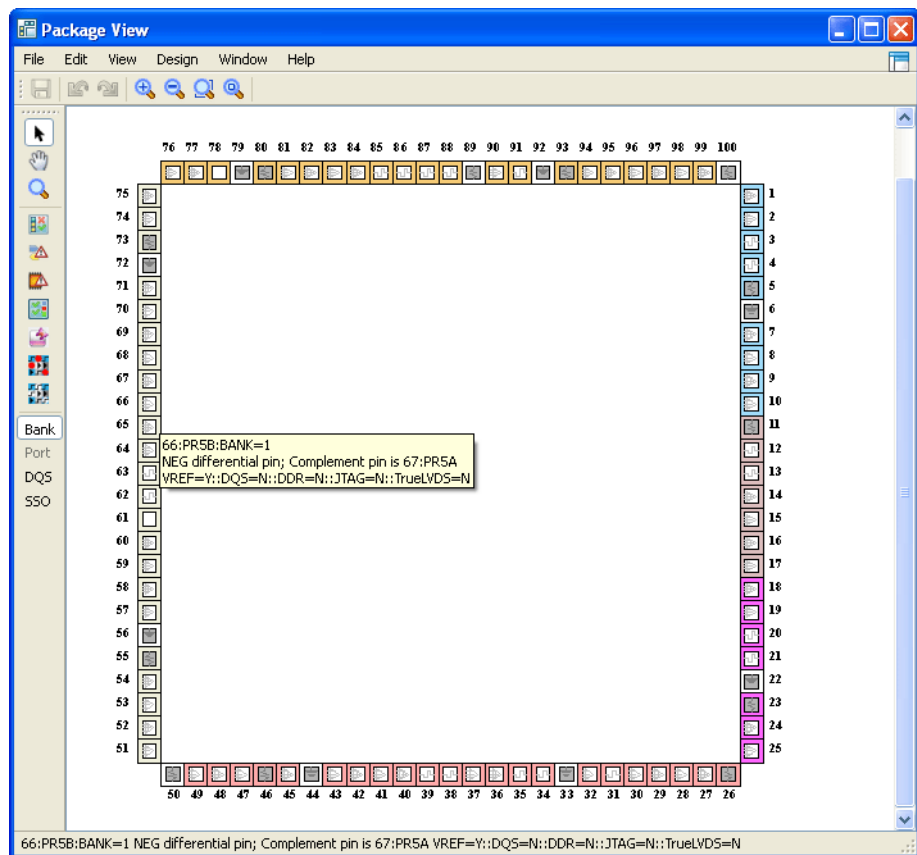 Package View
File Edit View Design Window Help
76 77 78 79 80 81 82 83 84 85 86 87 88 89 90 91 92 93 94 95 96 97 98 99 100
75 1
74 2
73 3
72 4
71 5
70 6
69 7
68 8
67 9
66 10
Bank 65 11
Port 64 66:PR5B:BANK=1 12
NEG differential pin; Complement pin is 67:PR5A
DQS 63 VREF=Y::DQS=N::DDR=N::JTAG=N::TrueLVDS=N 13
SSO 62 14
61 15
60 16
59 17
58 18
57 19
56 20
55 21
54 22
53 23
52 24
51 25
50 49 48 47 46 45 44 43 42 41 40 39 38 37 36 35 34 33 32 31 30 29 28 27 26
66:PR5B:BANK=1 NEG differential pin; Complement pin is 67:PR5A VREF=Y::DQS=N::DDR=N::JTAG=N::TrueLVDS=N